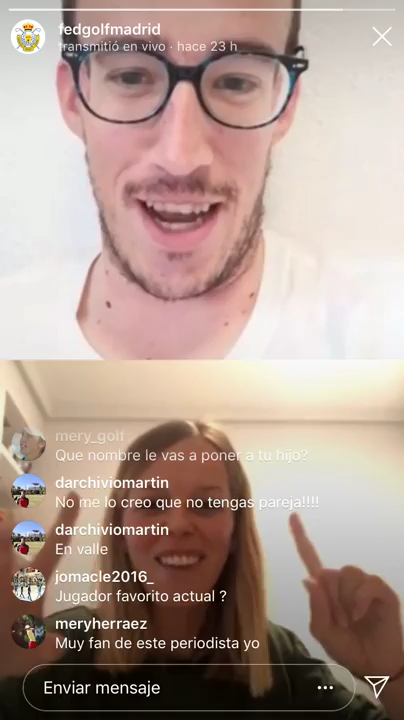 fedgolfmadrid
transmitió en vivo · hace 23 h
mery_golf
Que nombre le vas a poner a tu hijo?
darchiviomartin
No me lo creo que no tengas pareja!!!!
darchiviomartin
En valle
jomacle2016_
Jugador favorito actual ?
meryherraez
Muy fan de este periodista yo
Enviar mensaje